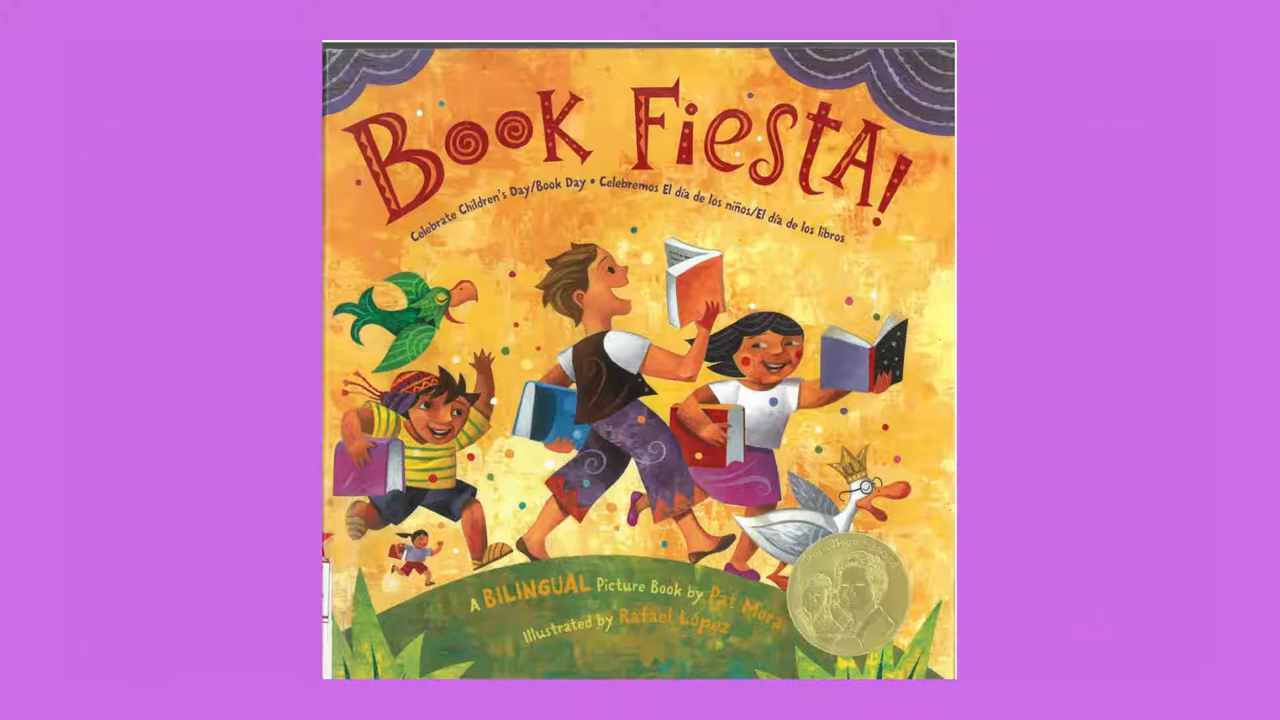 Book Fiesta!
Celebrate Children's Day/Book Day • Celebremos El día de los niños/El día de los libros
A BILINGUAL Picture Book by Pat Mora
Illustrated by Rafael López